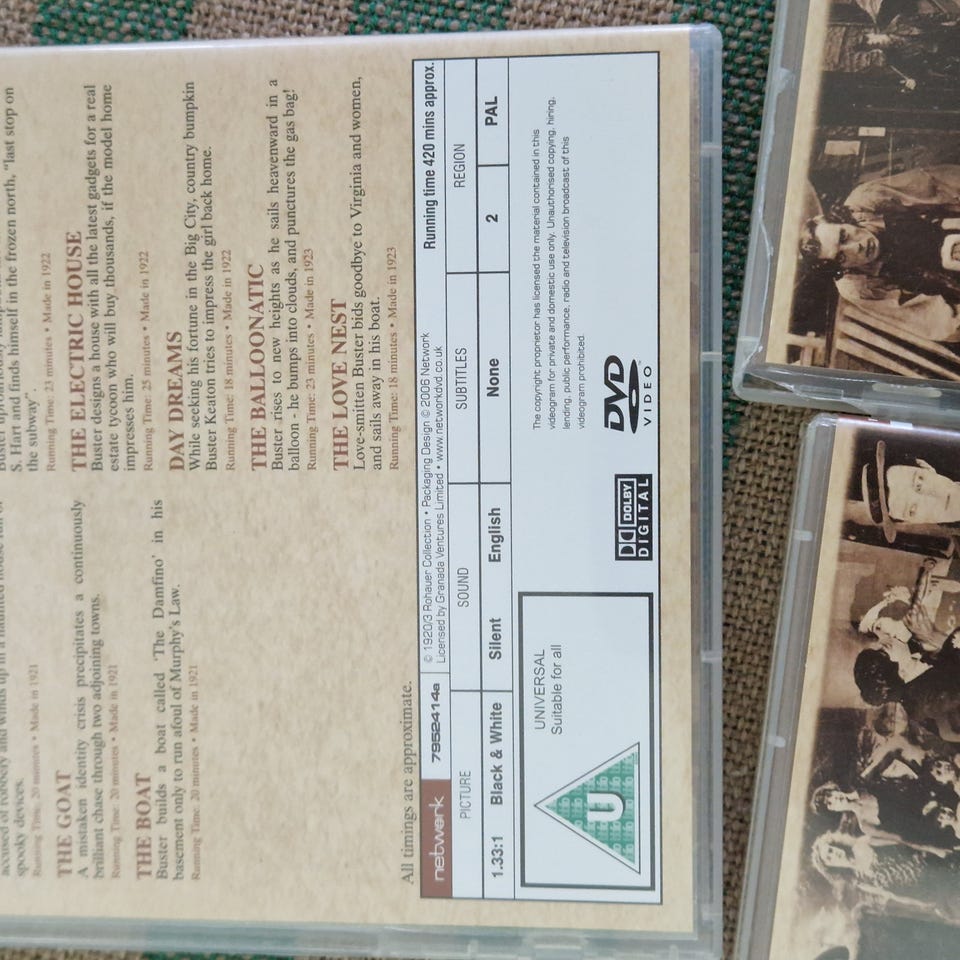 spooky devices.
Running Time: 20 minutes • Made in 1921
THE GOAT
A mistaken identity crisis precipitates a continuously
brilliant chase through two adjoining towns.
Running Time: 20 minutes • Made in 1921
THE BOAT
Buster builds a boat called 'The Damfino' in his
basement only to run afoul of Murphy's Law.
Running Time: 20 minutes • Made in 1921
S. Hart and finds himself in the frozen north, "last stop on
the subway".
Running Time: 23 minutes • Made in 1922
THE ELECTRIC HOUSE
Buster designs a house with all the latest gadgets for a real
estate tycoon who will buy thousands, if the model home
impresses him.
Running Time: 25 minutes • Made in 1922
DAY DREAMS
While seeking his fortune in the Big City, country bumpkin
Buster Keaton tries to impress the girl back home.
Running Time: 18 minutes • Made in 1922
THE BALLOONATIC
Buster rises to new heights as he sails heavenward in a
balloon - he bumps into clouds, and punctures the gas bag!
Running Time: 23 minutes • Made in 1923
THE LOVE NEST
Love-smitten Buster bids goodbye to Virginia and women,
and sails away in his boat.
Running Time: 18 minutes • Made in 1923
All timings are approximate.
network
7952414a
© 1920/3 Rohauer Collection • Packaging Design © 2006 Network
Licensed by Granada Ventures Limited • www.networkdvd.co.uk
Running time 420 mins approx.
PICTURE SOUND SUBTITLES REGION
1.33:1 Black & White Silent English None 2 PAL
U
UNIVERSAL
Suitable for all
DOLBY
DIGITAL
DVD
VIDEO
The copyright proprietor has licensed the material contained in this
videogram for private and domestic use only. Unauthorised copying, hiring,
lending, public performance, radio and television broadcast of this
videogram prohibited.